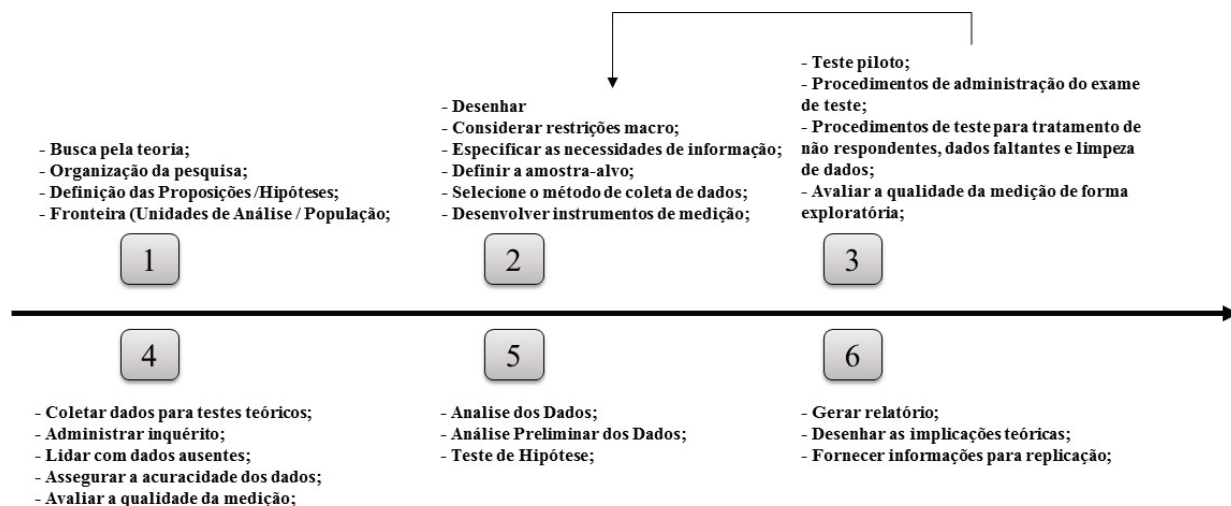 - Busca pela teoria;
- Organização da pesquisa;
- Definição das Proposições /Hipóteses;
- Fronteira (Unidades de Análise / População;
1
- Desenhar
- Considerar restrições macro;
- Especificar as necessidades de informação;
- Definir a amostra-alvo;
- Selecione o método de coleta de dados;
- Desenvolver instrumentos de medição;
2
- Teste piloto;
- Procedimentos de administração do exame
de teste;
- Procedimentos de teste para tratamento de
não respondentes, dados faltantes e limpeza
de dados;
- Avaliar a qualidade da medição de forma
exploratória;
3
4
- Coletar dados para testes teóricos;
- Administrar inquérito;
- Lidar com dados ausentes;
- Assegurar a acuracidade dos dados;
- Avaliar a qualidade da medição;
5
- Analise dos Dados;
- Análise Preliminar dos Dados;
- Teste de Hipótese;
6
- Gerar relatório;
- Desenhar as implicações teóricas;
- Fornecer informações para replicação;